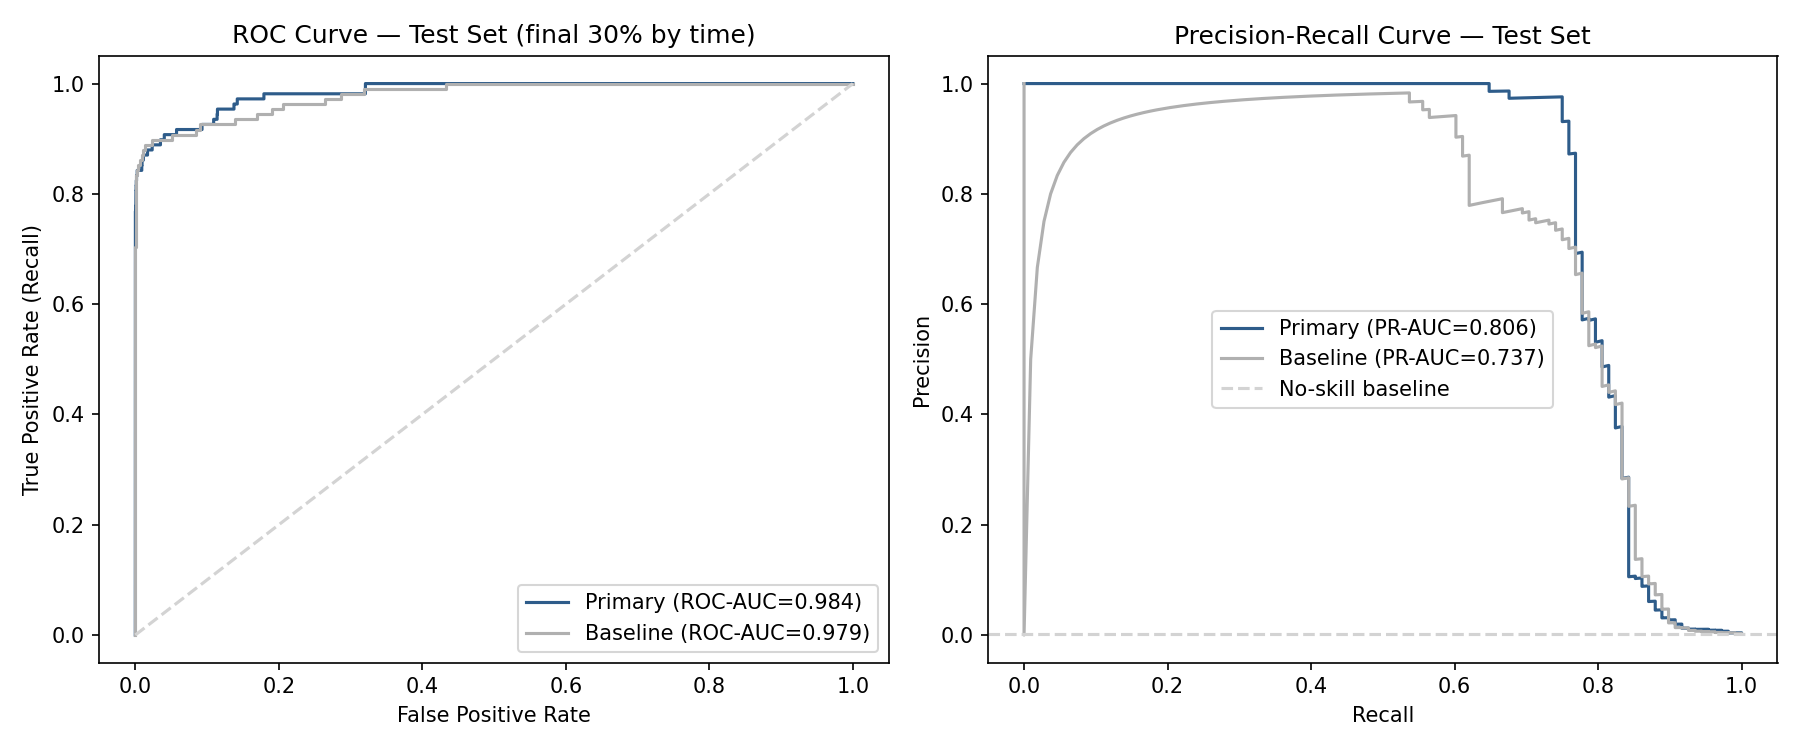 ROC Curve — Test Set (final 30% by time)
True Positive Rate (Recall)
1.0
0.8
0.6
0.4
0.2
0.0
Primary (ROC-AUC=0.984)
Baseline (ROC-AUC=0.979)
0.0 0.2 0.4 0.6 0.8 1.0
False Positive Rate
Precision-Recall Curve — Test Set
Precision
1.0
0.8
0.6
0.4
0.2
0.0
Primary (PR-AUC=0.806)
Baseline (PR-AUC=0.737)
No-skill baseline
0.0 0.2 0.4 0.6 0.8 1.0
Recall